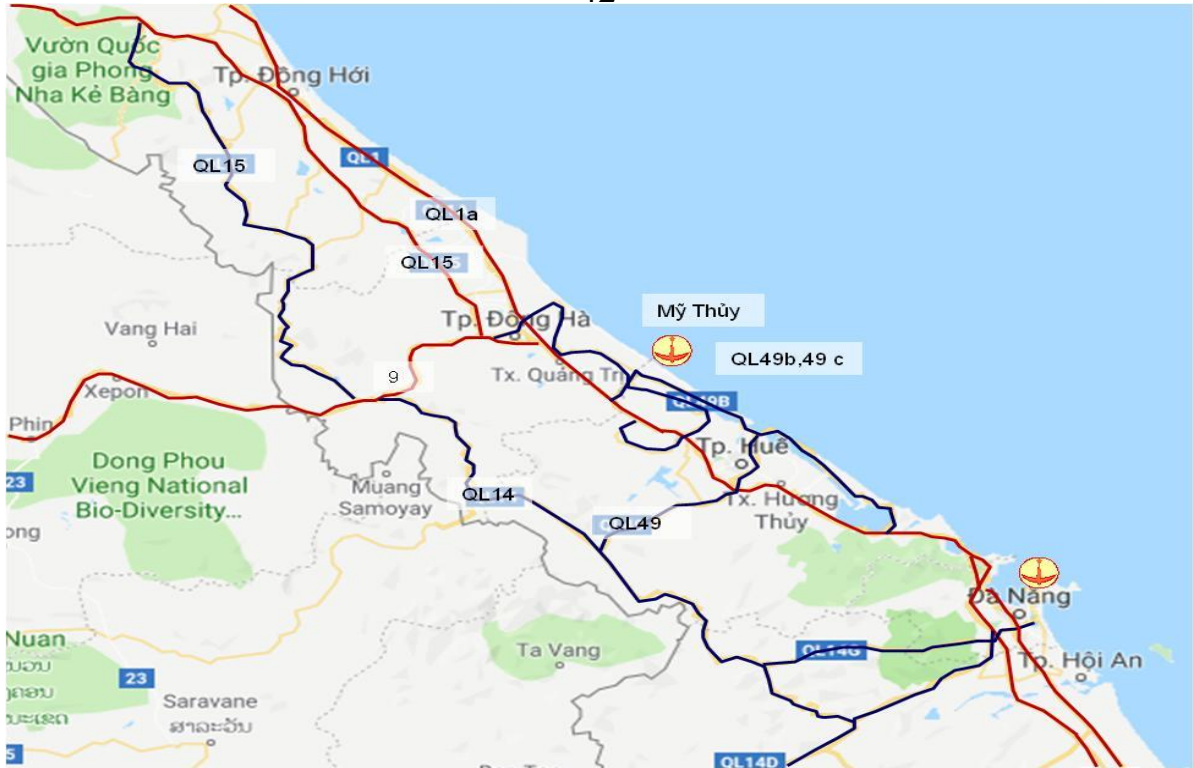 Vườn Quốc
gia Phong
Nha Kẻ Bàng
Tp. Đồng Hới
QL15
QL1
QL1a
QL15
Mỹ Thủy
Tp. Đông Hà
Vang Hai
QL49b,49 c
9
Tx. Quảng Trị
Xepon
QL49B
Phin
Tp. Huế
Dong Phou
Vieng National
Bio-Diversity...
23
Muang
Samoyay
QL14
Tx. Hương
Thủy
QL49
ong
Đà Nẵng
Nuan
Ta Vang
QL14G
Tp. Hội An
23
Saravane
ສາລະວັນ
5
QL14D